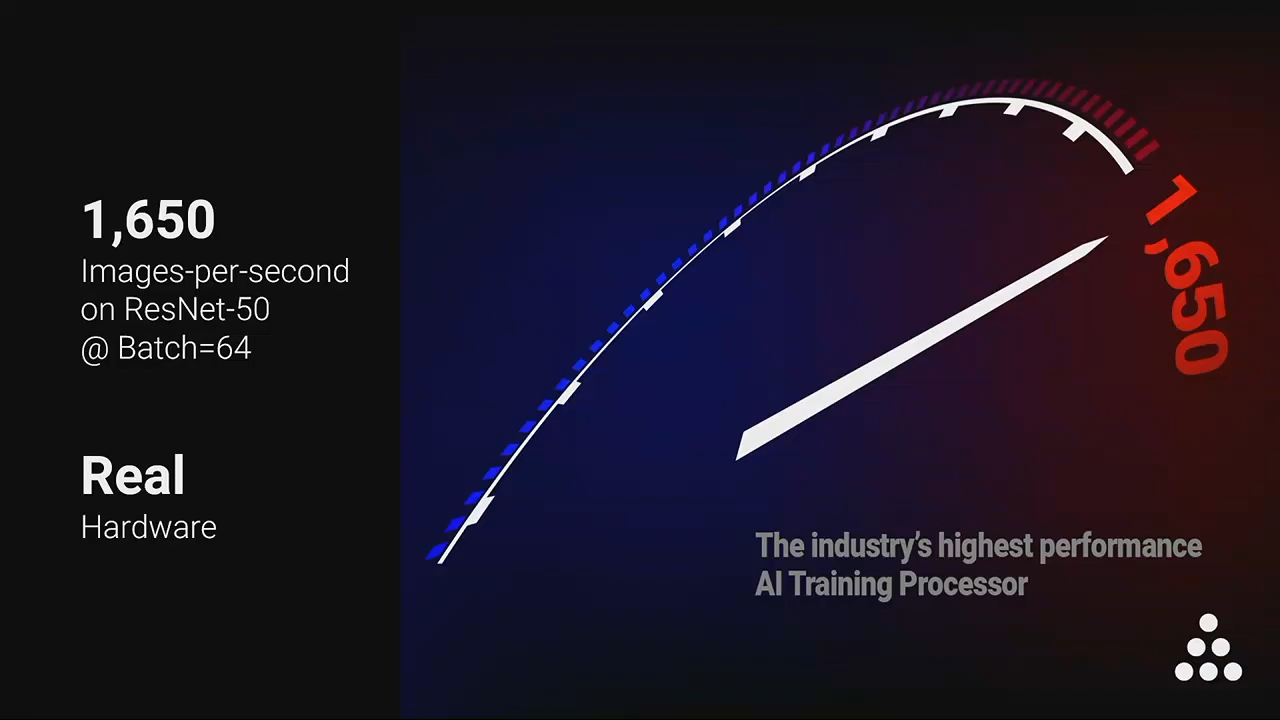 1,650
Images-per-second
on ResNet-50
@ Batch=64
Real
Hardware
1,650
The industry’s highest performance
AI Training Processor